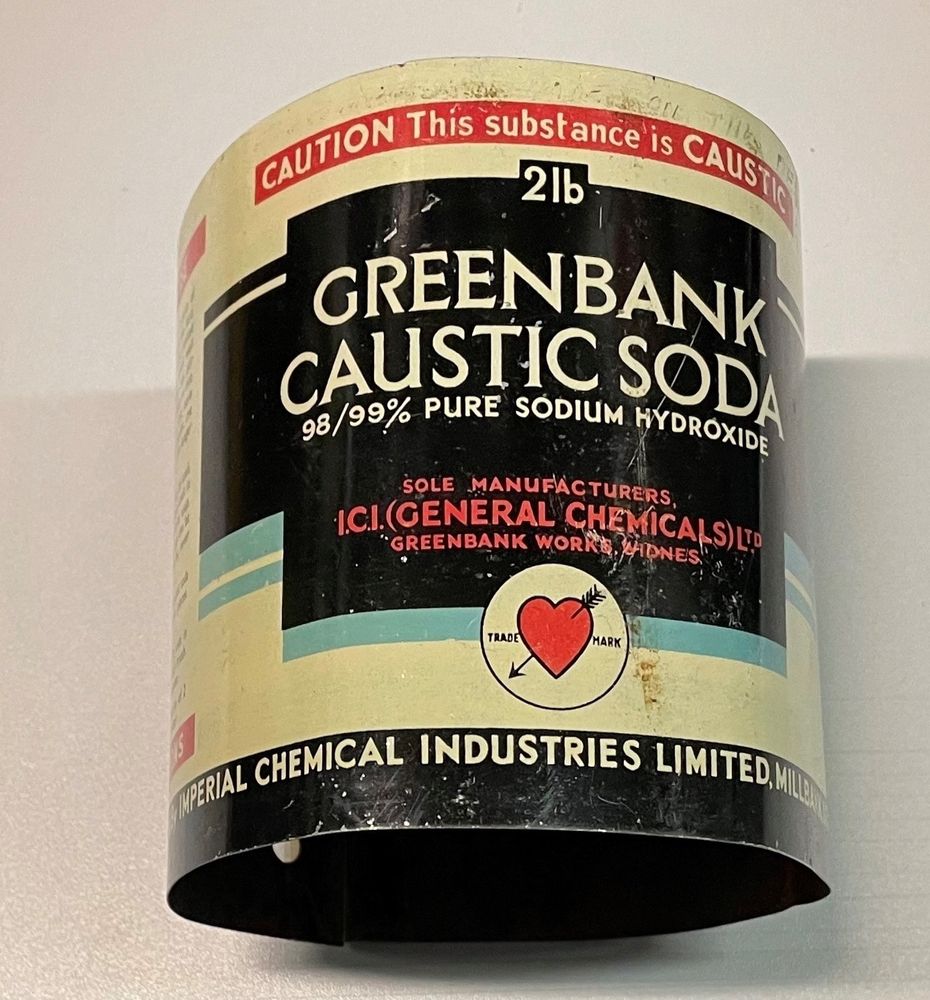 CAUTION This substance is CAUSTIC
2lb
GREENBANK
CAUSTIC SODA
98/99% PURE SODIUM HYDROXIDE
SOLE MANUFACTURERS,
I.C.I. (GENERAL CHEMICALS) LTD
GREENBANK WORKS, WIDNES
TRADE MARK
IMPERIAL CHEMICAL INDUSTRIES LIMITED, MILLBANK